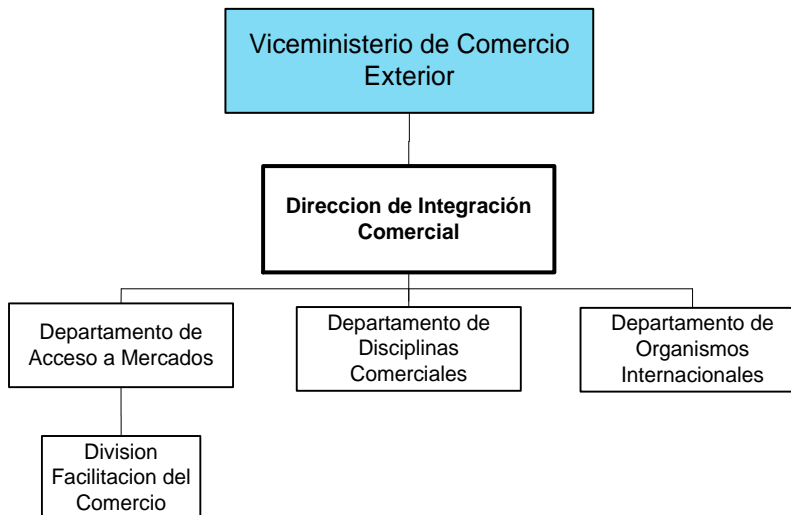 Viceministerio de Comercio
Exterior
Direccion de Integración
Comercial
Departamento de
Acceso a Mercados
Departamento de
Disciplinas
Comerciales
Departamento de
Organismos
Internacionales
Division
Facilitacion del
Comercio